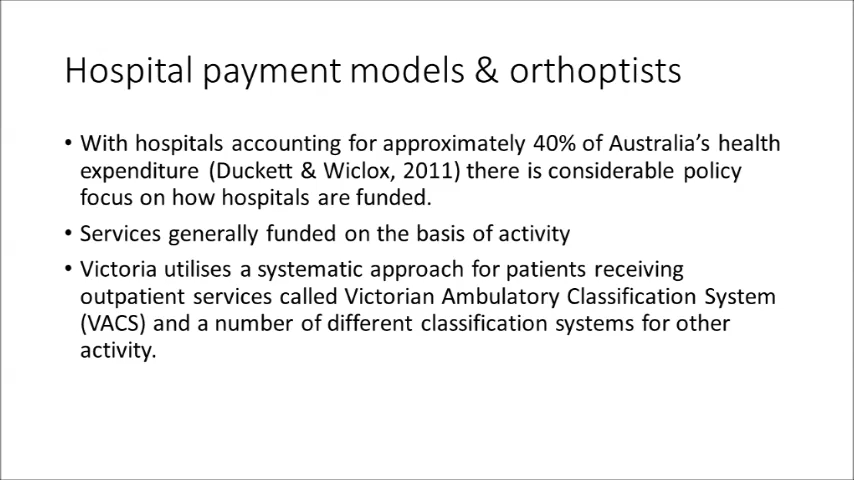 Hospital payment models & orthoptists
• With hospitals accounting for approximately 40% of Australia’s health
expenditure (Duckett & Wiclox, 2011) there is considerable policy
focus on how hospitals are funded.
• Services generally funded on the basis of activity
• Victoria utilises a systematic approach for patients receiving
outpatient services called Victorian Ambulatory Classification System
(VACS) and a number of different classification systems for other
activity.